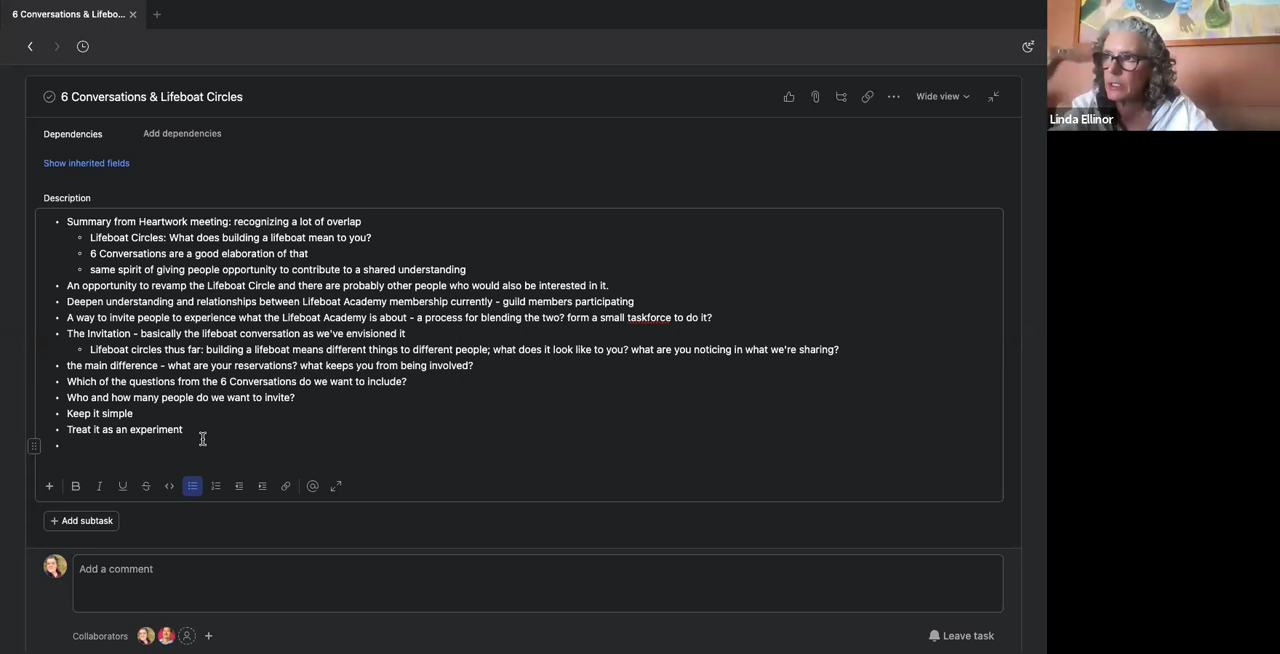 6 Conversations & Lifebo...
6 Conversations & Lifeboat Circles
Wide view
Linda Ellinor
Dependencies
Add dependencies
Show inherited fields
Description
Summary from Heartwork meeting: recognizing a lot of overlap
Lifeboat Circles: What does building a lifeboat mean to you?
6 Conversations are a good elaboration of that
same spirit of giving people opportunity to contribute to a shared understanding
An opportunity to revamp the Lifeboat Circle and there are probably other people who would also be interested in it.
Deepen understanding and relationships between Lifeboat Academy membership currently - guild members participating
A way to invite people to experience what the Lifeboat Academy is about - a process for blending the two? form a small taskforce to do it?
The Invitation - basically the lifeboat conversation as we've envisioned it
Lifeboat circles thus far: building a lifeboat means different things to different people; what does it look like to you? what are you noticing in what we're sharing?
the main difference - what are your reservations? what keeps you from being involved?
Which of the questions from the 6 Conversations do we want to include?
Who and how many people do we want to invite?
Keep it simple
Treat it as an experiment
Add subtask
Add a comment
Collaborators
Leave task